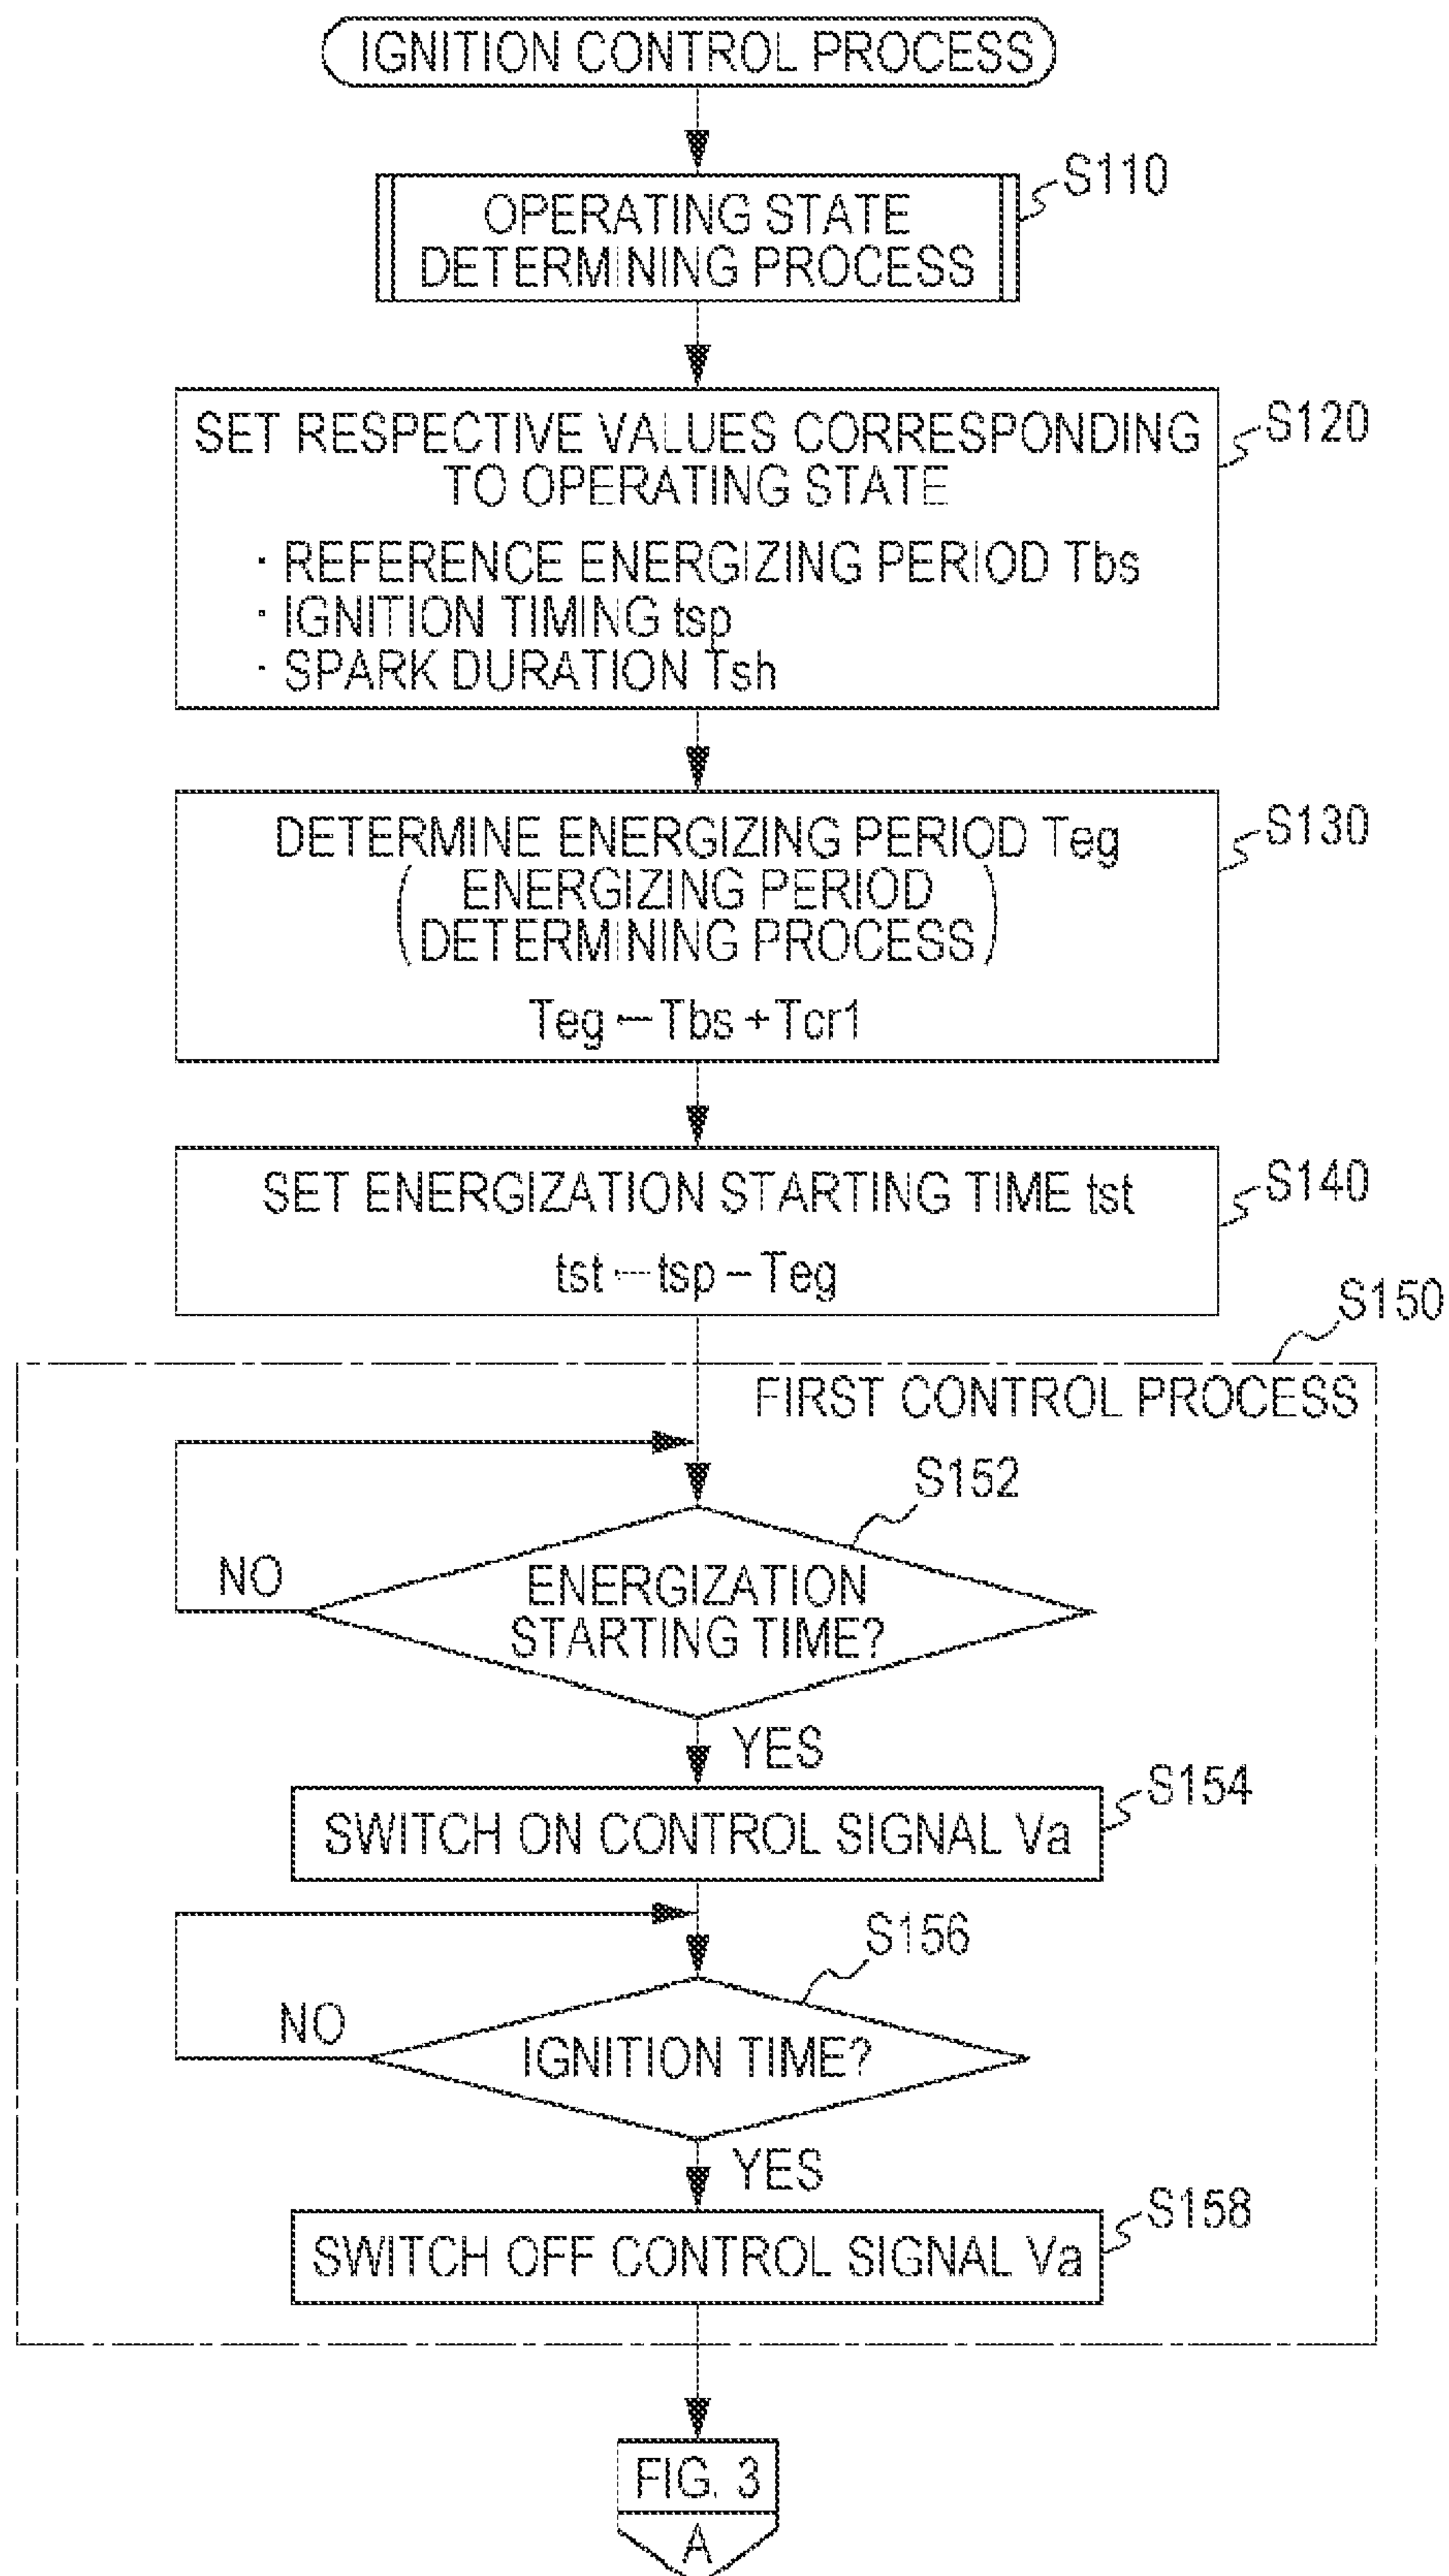 IGNITION CONTROL PROCESS
OPERATING STATE
DETERMINING PROCESS
S110
SET RESPECTIVE VALUES CORRESPONDING
TO OPERATING STATE
· REFERENCE ENERGIZING PERIOD Tbs
· IGNITION TIMING tsp
· SPARK DURATION Tsh
S120
DETERMINE ENERGIZING PERIOD Teg
(ENERGIZING PERIOD
DETERMINING PROCESS)
Teg ← Tbs + Tcr1
S130
SET ENERGIZATION STARTING TIME tst
tst ← tsp − Teg
S140
S150
FIRST CONTROL PROCESS
S152
ENERGIZATION
STARTING TIME?
NO
YES
SWITCH ON CONTROL SIGNAL Va
S154
S156
IGNITION TIME?
NO
YES
SWITCH OFF CONTROL SIGNAL Va
S158
FIG. 3
A